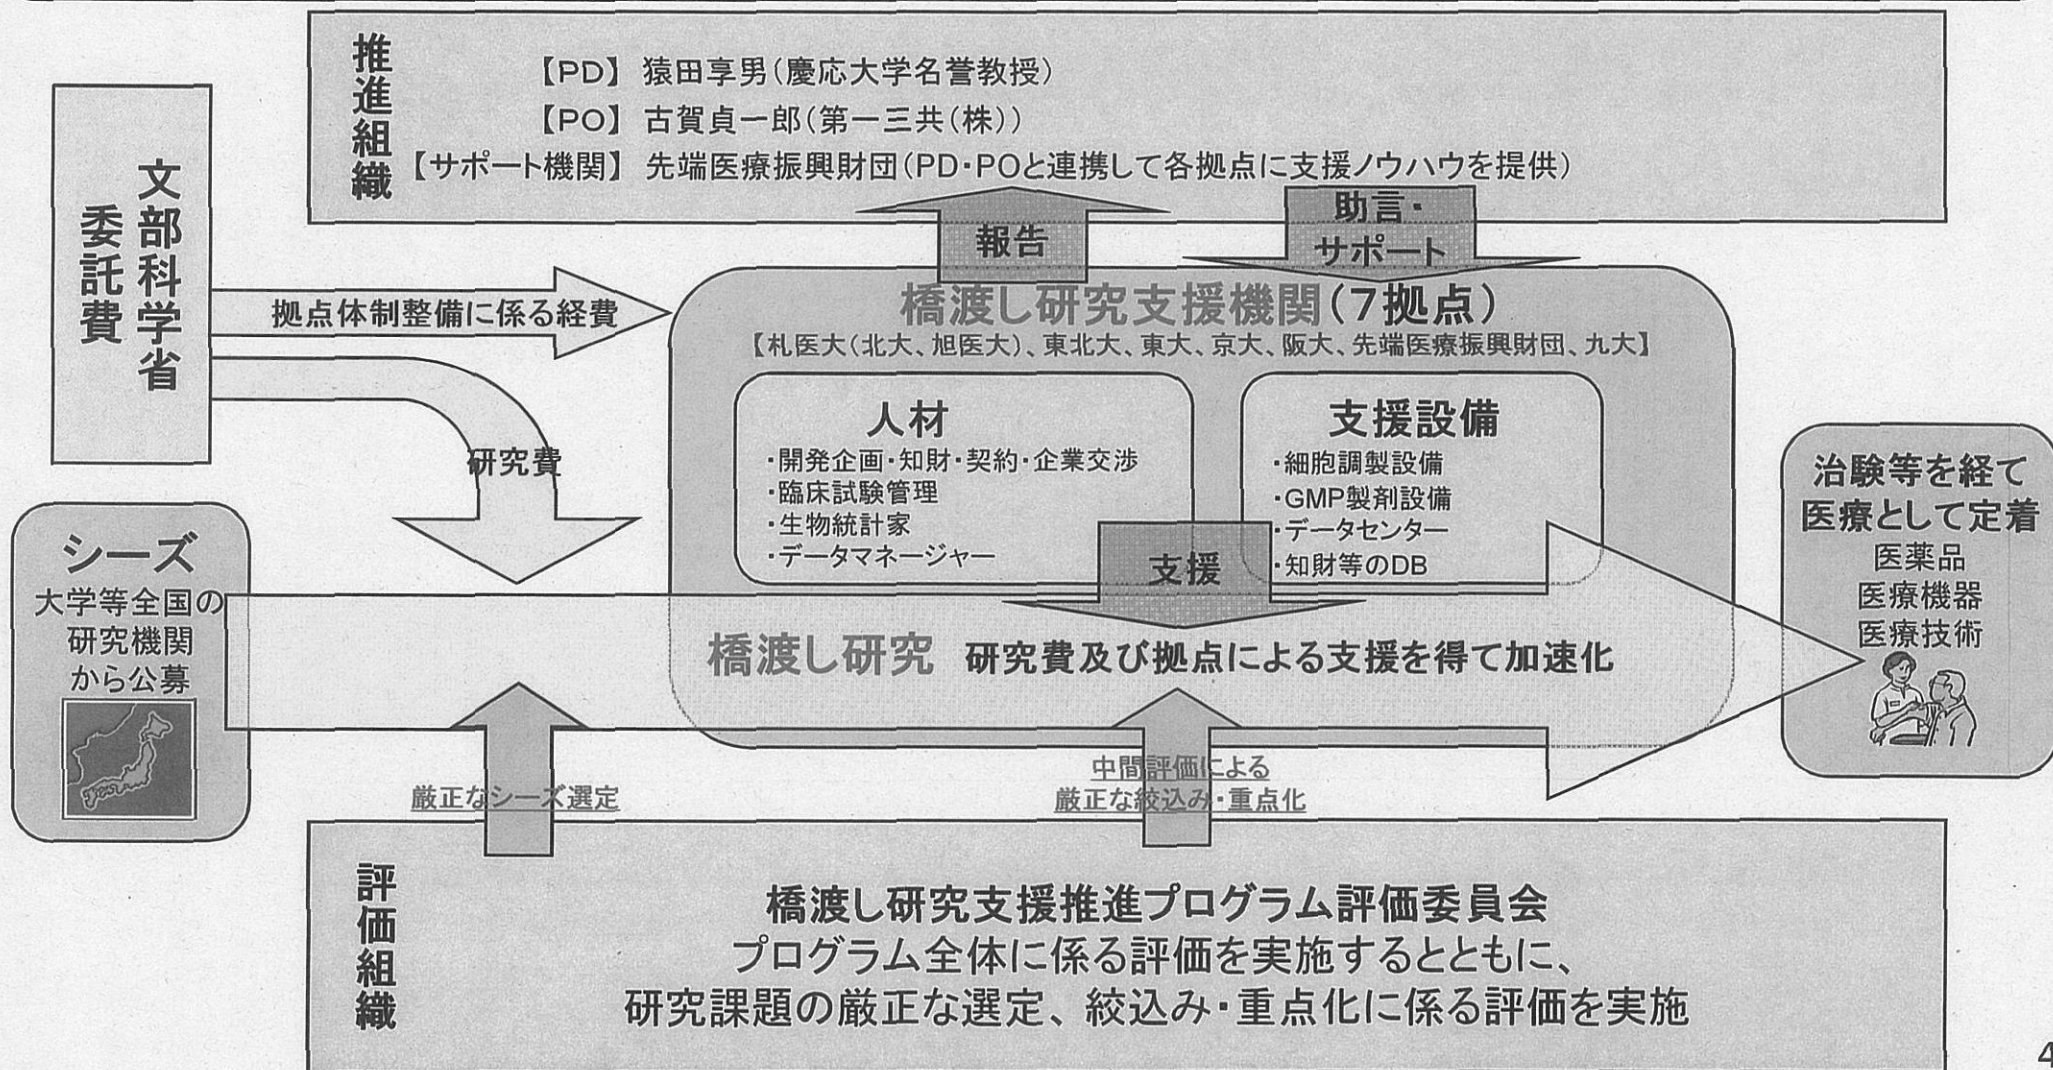 推進組織
【PD】 猿田享男(慶応大学名誉教授)
【PO】 古賀貞一郎(第一三共(株))
【サポート機関】 先端医療振興財団(PD・POと連携して各拠点に支援ノウハウを提供)
文部科学省
委託費
報告
助言・
サポート
拠点体制整備に係る経費
研究費
橋渡し研究支援機関(7拠点)
【札医大(北大、旭医大)、東北大、東大、京大、阪大、先端医療振興財団、九大】
人材
・開発企画・知財・契約・企業交渉
・臨床試験管理
・生物統計家
・データマネージャー
支援設備
・細胞調製設備
・GMP製剤設備
・データセンター
・知財等のDB
支援
シーズ
大学等全国の
研究機関
から公募
橋渡し研究 研究費及び拠点による支援を得て加速化
治験等を経て
医療として定着
医薬品
医療機器
医療技術
厳正なシーズ選定
中間評価による
厳正な絞込み・重点化
評価組織
橋渡し研究支援推進プログラム評価委員会
プログラム全体に係る評価を実施するとともに、
研究課題の厳正な選定、絞込み・重点化に係る評価を実施
4